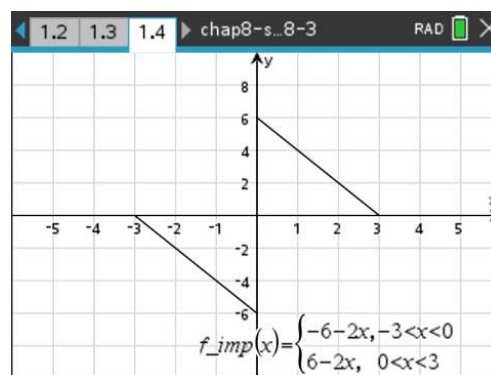 1.2 1.3 1.4 chap8-s...8-3 RAD
y
8
6
4
2
-5 -4 -3 -2 -1 1 2 3 4 5
-2
-4
-6
f_imp(x)={-6-2x,-3<x<0
6-2x, 0<x<3